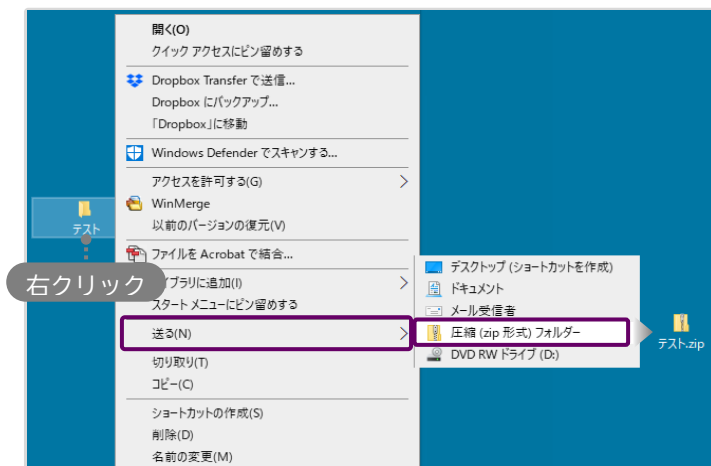 開く(O)
クイック アクセスにピン留めする
Dropbox Transfer で送信...
Dropbox にバックアップ...
「Dropbox」に移動
Windows Defender でスキャンする...
アクセスを許可する(G)
WinMerge
以前のバージョンの復元(V)
テスト
ファイルを Acrobat で結合...
右クリック
イブラリに追加(I)
スタート メニューにピン留めする
送る(N)
切り取り(T)
コピー(C)
ショートカットの作成(S)
削除(D)
名前の変更(M)
デスクトップ (ショートカットを作成)
ドキュメント
メール受信者
圧縮 (zip 形式) フォルダー
DVD RW ドライブ (D:)
テスト.zip